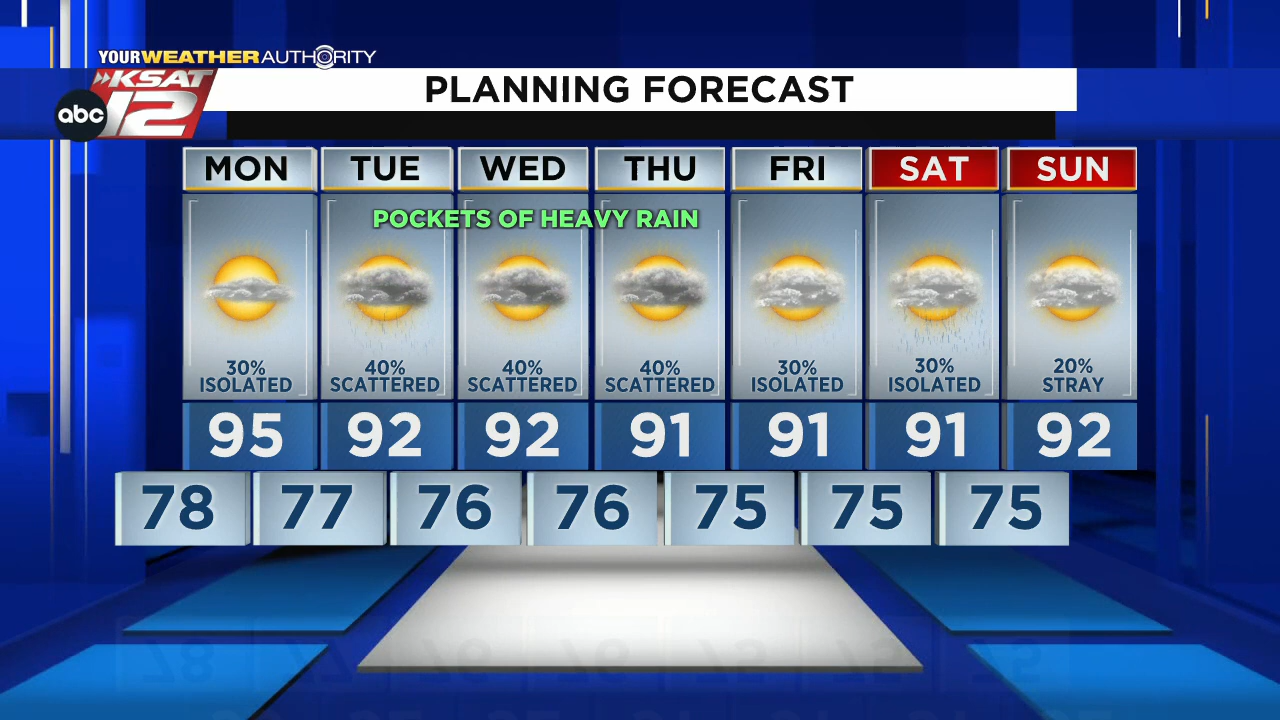 YOURWEATHERAUTHORITY
KSAT
abc 12
PLANNING FORECAST
MON TUE WED THU FRI SAT SUN
POCKETS OF HEAVY RAIN
30% 40% 40% 40% 30% 30% 20%
ISOLATED SCATTERED SCATTERED SCATTERED ISOLATED ISOLATED STRAY
95 92 92 91 91 91 92
78 77 76 76 75 75 75